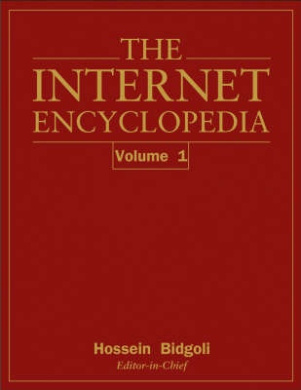 THE
INTERNET
ENCYCLOPEDIA
Volume 1
Hossein Bidgoli
Editor-in-Chief